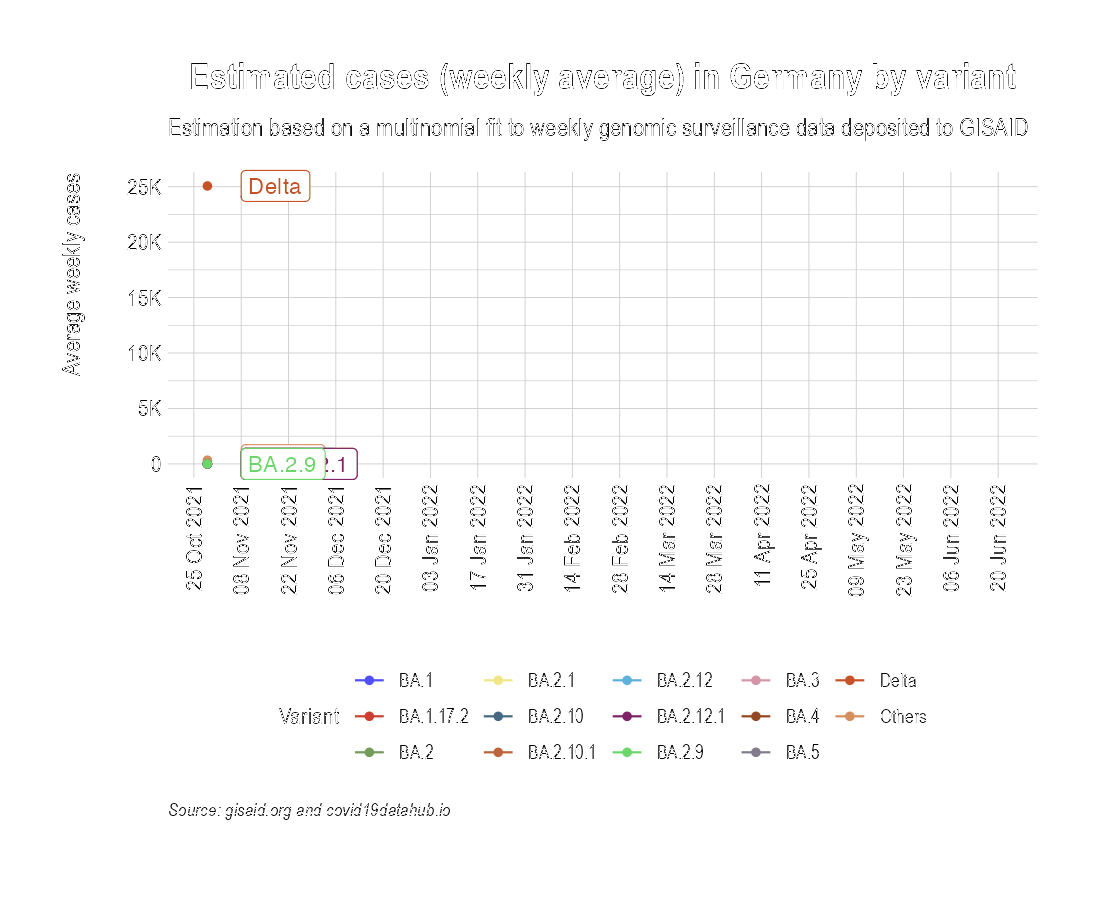 Estimated cases (weekly average) in Germany by variant
Estimation based on a multinomial fit to weekly genomic surveillance data deposited to GISAID
Average weekly cases
25K
20K
15K
10K
5K
0
Delta
BA.2.9
2.1
25 Oct 2021
08 Nov 2021
22 Nov 2021
06 Dec 2021
20 Dec 2021
03 Jan 2022
17 Jan 2022
31 Jan 2022
14 Feb 2022
28 Feb 2022
14 Mar 2022
28 Mar 2022
11 Apr 2022
25 Apr 2022
09 May 2022
23 May 2022
06 Jun 2022
20 Jun 2022
Variant
BA.1
BA.1.17.2
BA.2
BA.2.1
BA.2.10
BA.2.10.1
BA.2.12
BA.2.12.1
BA.2.9
BA.3
BA.4
BA.5
Delta
Others
Source: gisaid.org and covid19datahub.io